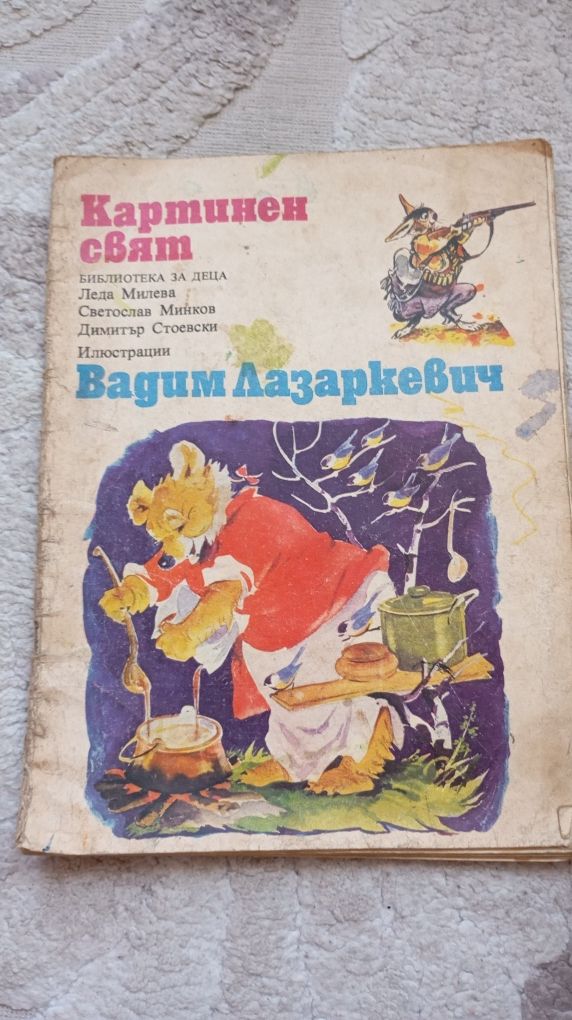 Картинен
свят
БИБЛИОТЕКА ЗА ДЕЦА
Леда Милева
Светослав Минков
Димитър Стоевски
Илюстрации
Вадим Лазаркевич